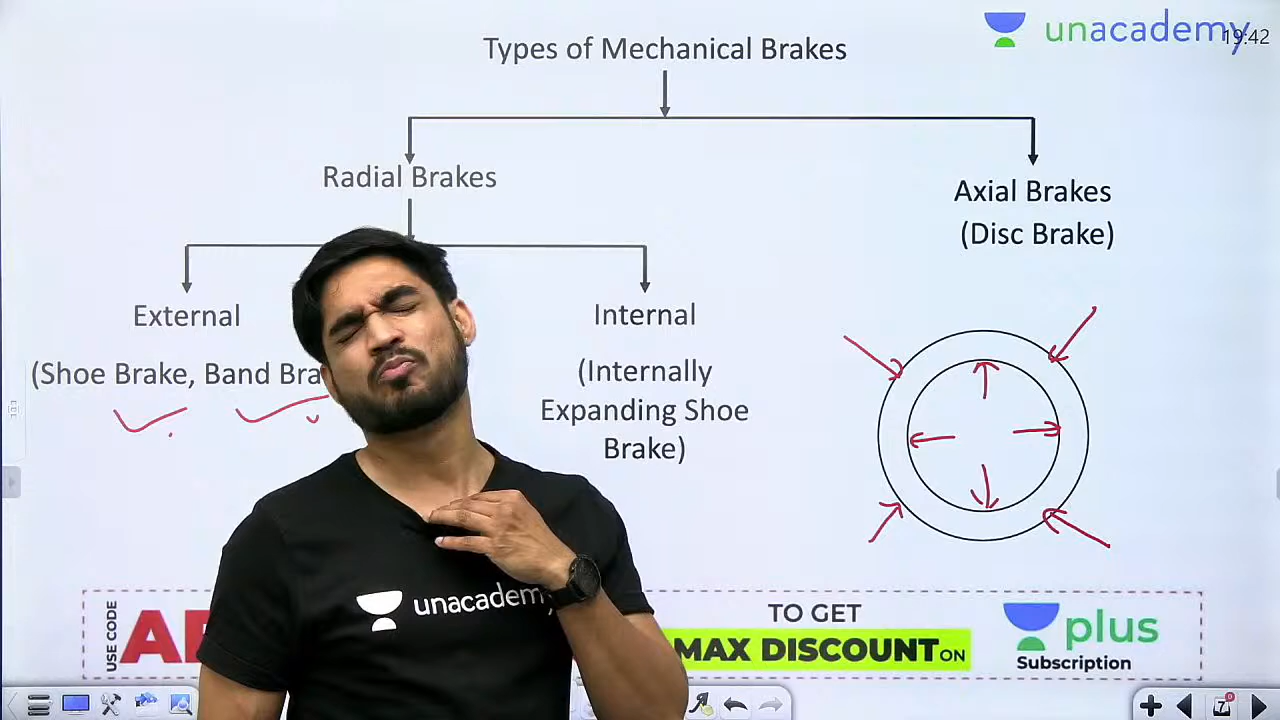 Types of Mechanical Brakes
unacademy
19:42
Radial Brakes
Axial Brakes
(Disc Brake)
External
(Shoe Brake, Band Bra
Internal
(Internally
Expanding Shoe
Brake)
unacademy
USE CODE
TO GET
MAX DISCOUNT ON
plus
Subscription